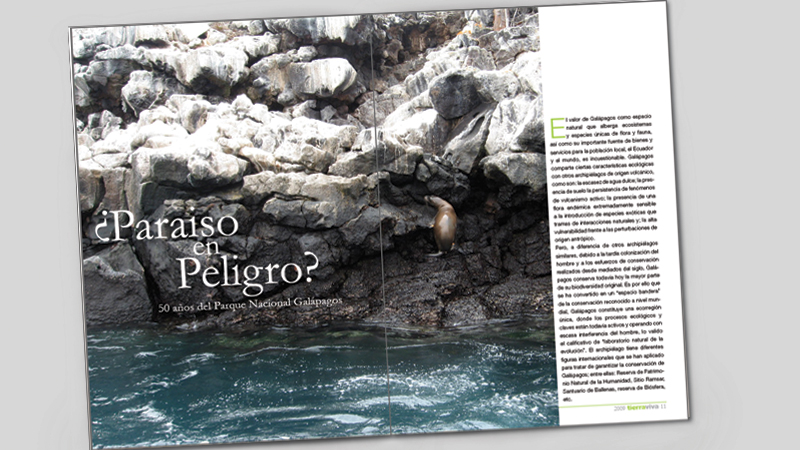 ¿Paraiso
en
Peligro?
50 años del Parque Nacional Galápagos
El valor de Galápagos como espacio
natural que alberga ecosistemas
y especies únicas de flora y fauna,
así como su importante fuente de bienes y
servicios para la población local, el Ecuador
y el mundo, es incuestionable. Galápagos
comparte ciertas características ecológicas
con otros archipiélagos de origen volcánico,
como son: la escasez de agua dulce; la pres-
encia de suelo la persistencia de fenómenos
de vulcanismo activo; la presencia de una
flora endémica extremadamente sensible
a la introducción de especies exóticas que
tramas de interacciones naturales y; la alta
vulnerabilidad frente a las perturbaciones de
origen antrópico.
Pero, a diferencia de otros archipiélagos
similares, debido a la tardía colonización del
hombre y a los esfuerzos de conservación
realizados desde mediados del siglo, Galá-
pagos conserva todavía hoy la mayor parte
de su biodiversidad original. Es por ello que
se ha convertido en un "espacio bandera"
de la conservación reconocido a nivel mun-
dial, Galápagos constituye una ecorregión
única, donde los procesos ecológicos y
claves están todavía activos y operando con
escasa interferencia del hombre, lo valido
el calificativo de "laboratorio natural de la
evolución". El archipiélago tiene diferentes
figuras internacionales que se han aplicado
para tratar de garantizar la conservación de
Galápagos; entre ellas: Reserva de Patrimo-
nio Natural de la Humanidad, Sitio Ramsar,
Santuario de Ballenas, reserva de Biósfera,
etc.
2009 tierraviva 11